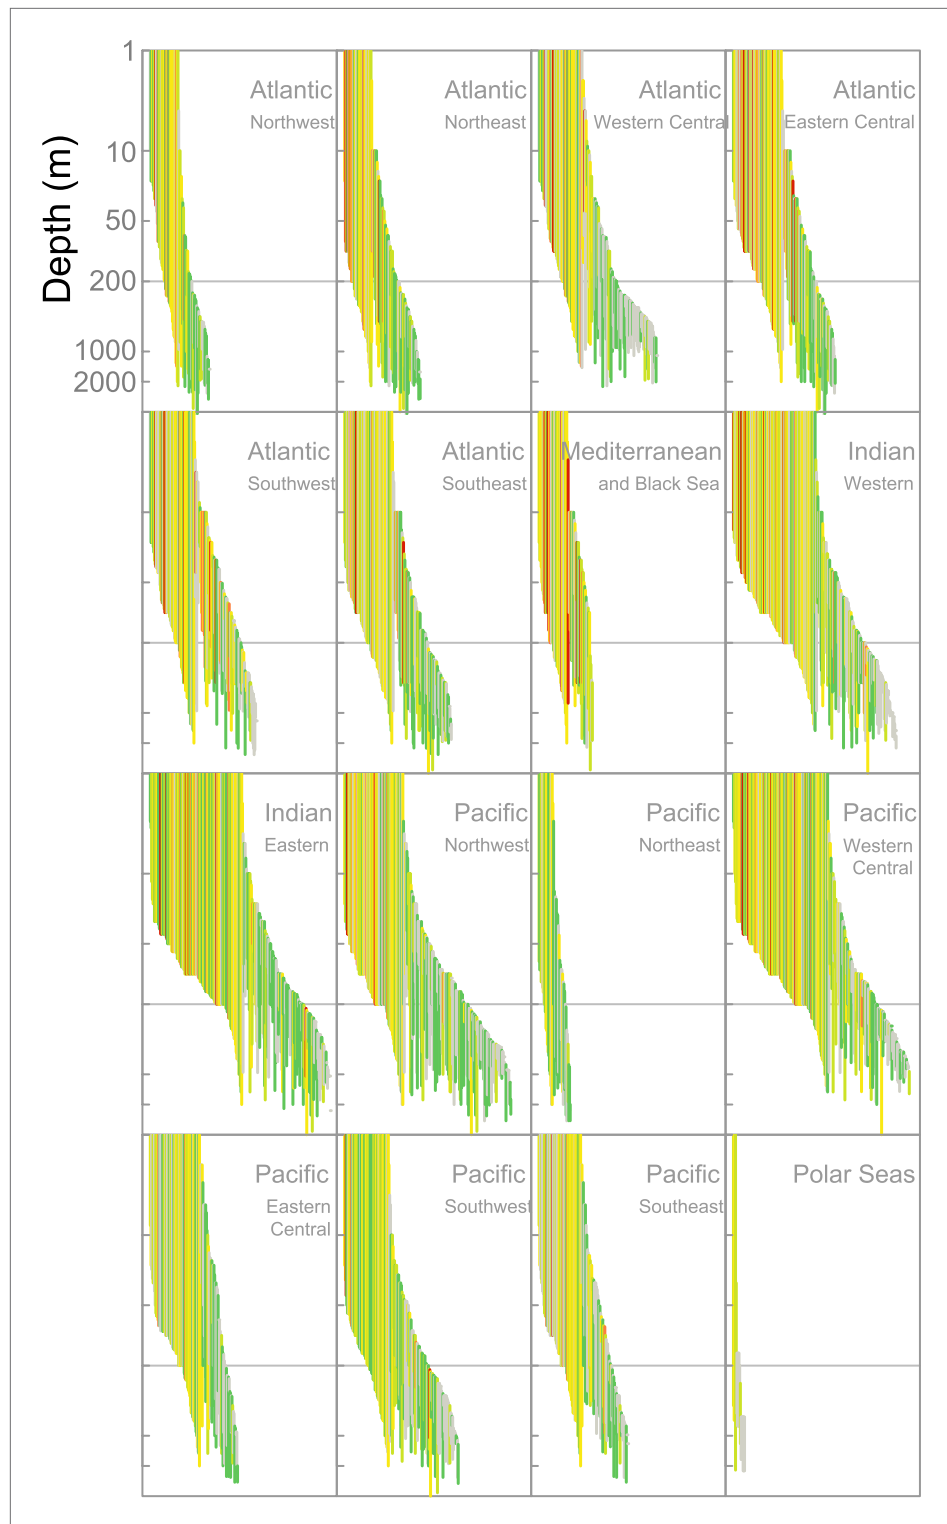 Depth (m)
1
10
50
200
1000
2000
Atlantic
Northwest
Atlantic
Northeast
Atlantic
Western Central
Atlantic
Eastern Central
Atlantic
Southwest
Atlantic
Southeast
Mediterranean
and Black Sea
Indian
Western
Indian
Eastern
Pacific
Northwest
Pacific
Northeast
Pacific
Western
Central
Pacific
Eastern
Central
Pacific
Southwest
Pacific
Southeast
Polar Seas